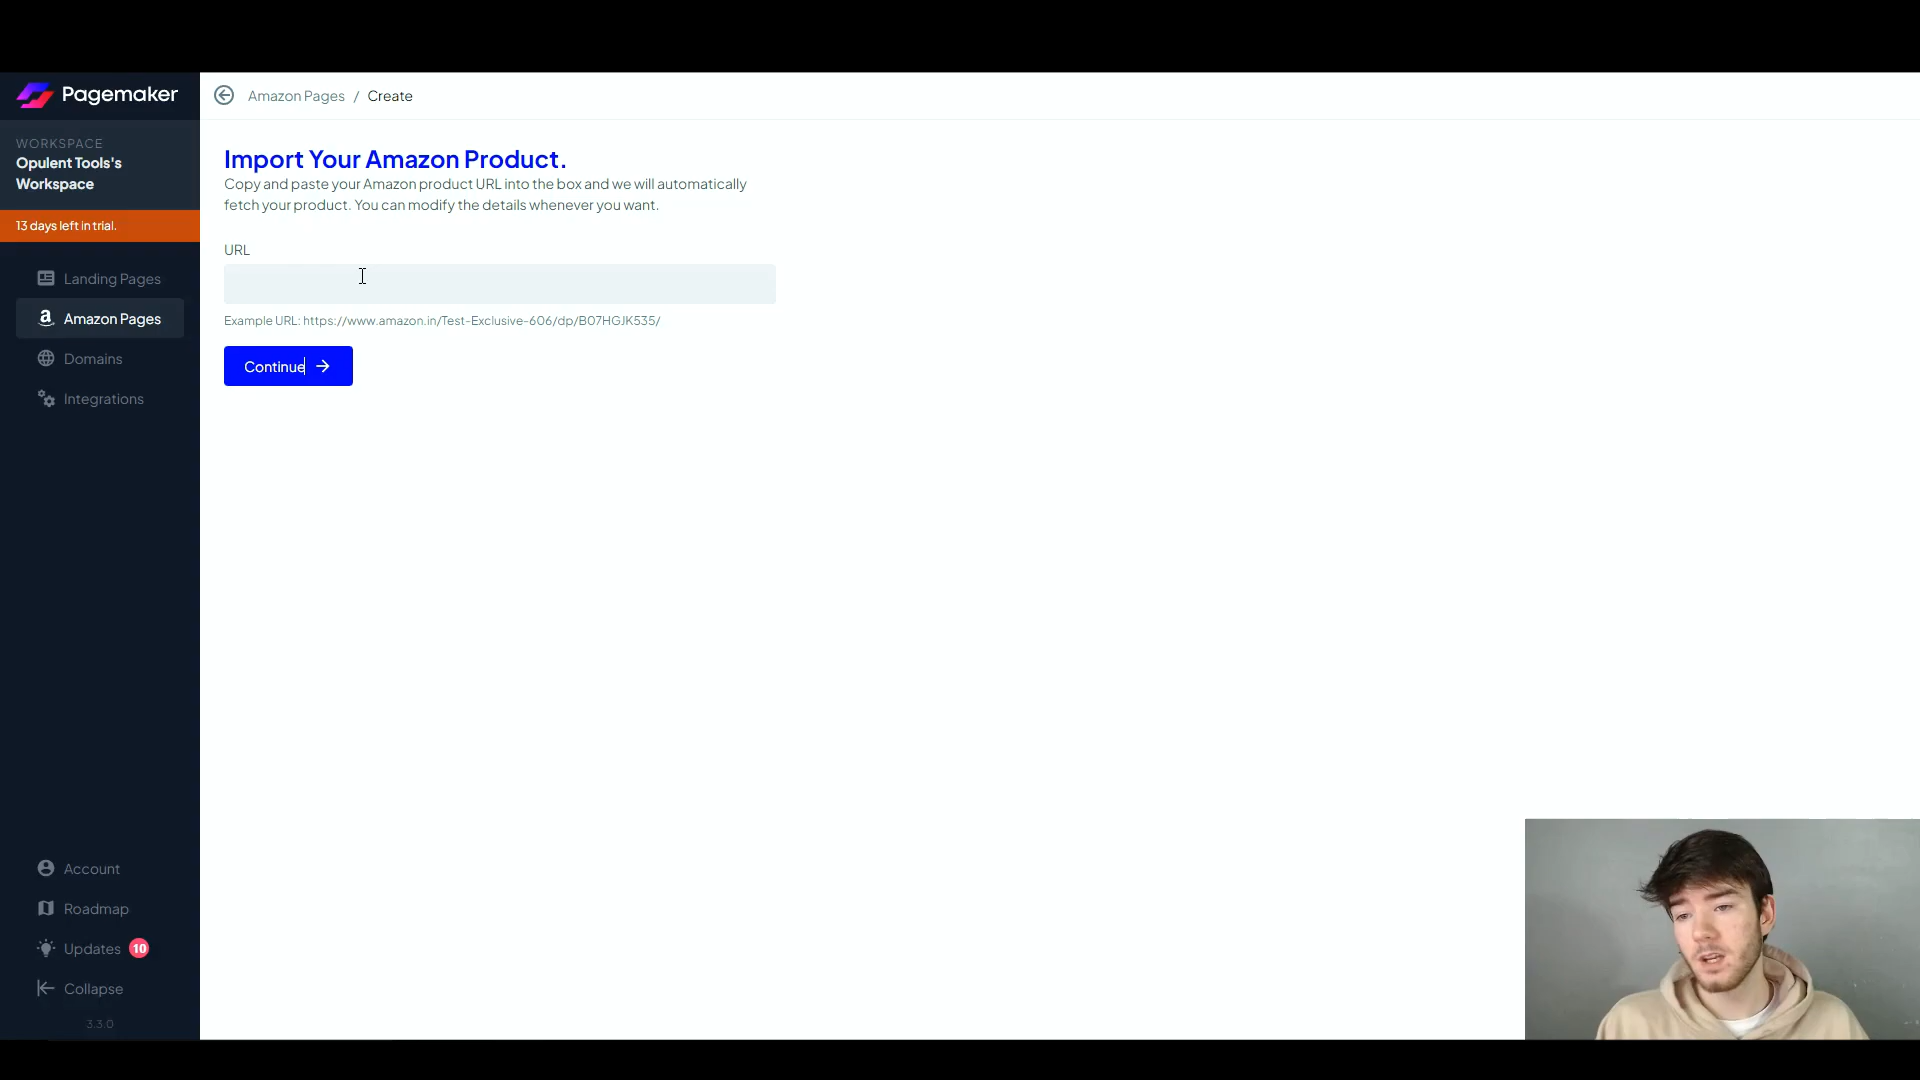 Pagemaker
WORKSPACE
Opulent Tools's
Workspace
13 days left in trial.
Landing Pages
Amazon Pages
Domains
Integrations
Account
Roadmap
Updates 10
Collapse
3.3.0
Amazon Pages / Create
Import Your Amazon Product.
Copy and paste your Amazon product URL into the box and we will automatically
fetch your product. You can modify the details whenever you want.
URL
Example URL: https://www.amazon.in/Test-Exclusive-606/dp/B07HGJK535/
Continue